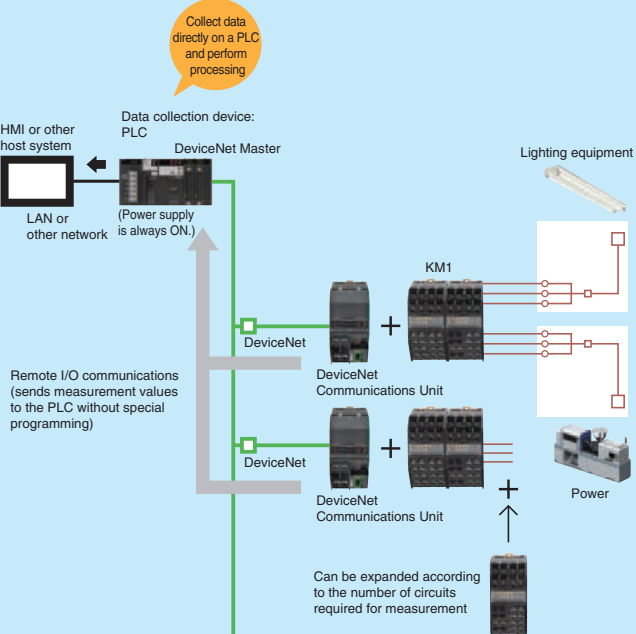 Collect data
directly on a PLC
and perform
processing
Data collection device:
PLC
HMI or other
host system
DeviceNet Master
Lighting equipment
LAN or
other network
(Power supply
is always ON.)
KM1
DeviceNet
DeviceNet
Communications Unit
Remote I/O communications
(sends measurement values
to the PLC without special
programming)
DeviceNet
DeviceNet
Communications Unit
Power
Can be expanded according
to the number of circuits
required for measurement